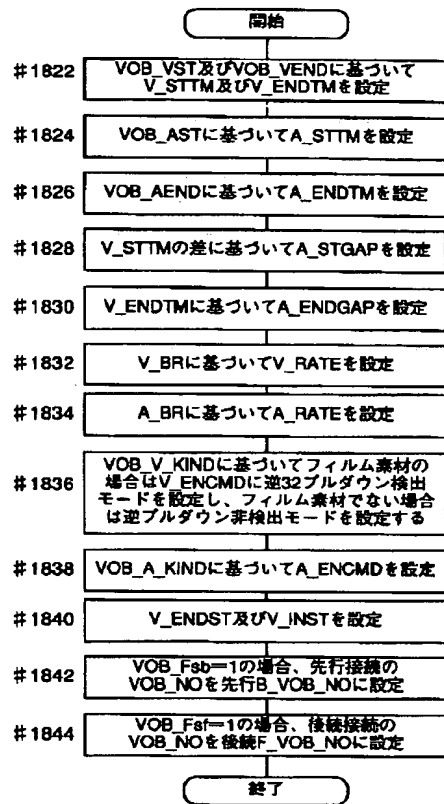 開始
#1822
VOB_VST及びVOB_VENDに基づいて
V_STTM及びV_ENDTMを設定
#1824
VOB_ASTに基づいてA_STTMを設定
#1826
VOB_AENDに基づいてA_ENDTMを設定
#1828
V_STTMの差に基づいてA_STGAPを設定
#1830
V_ENDTMに基づいてA_ENDGAPを設定
#1832
V_BRに基づいてV_RATEを設定
#1834
A_BRに基づいてA_RATEを設定
#1836
VOB_V_KINDに基づいてフィルム素材の
場合はV_ENCMDに逆32プルダウン検出
モードを設定し、フィルム素材でない場合
は逆プルダウン非検出モードを設定する
#1838
VOB_A_KINDに基づいてA_ENCMDを設定
#1840
V_ENDST及びV_INSTを設定
#1842
VOB_Fsb=1の場合、先行接続の
VOB_NOを先行B_VOB_NOに設定
#1844
VOB_Fsf=1の場合、後続接続の
VOB_NOを後続F_VOB_NOに設定
終了